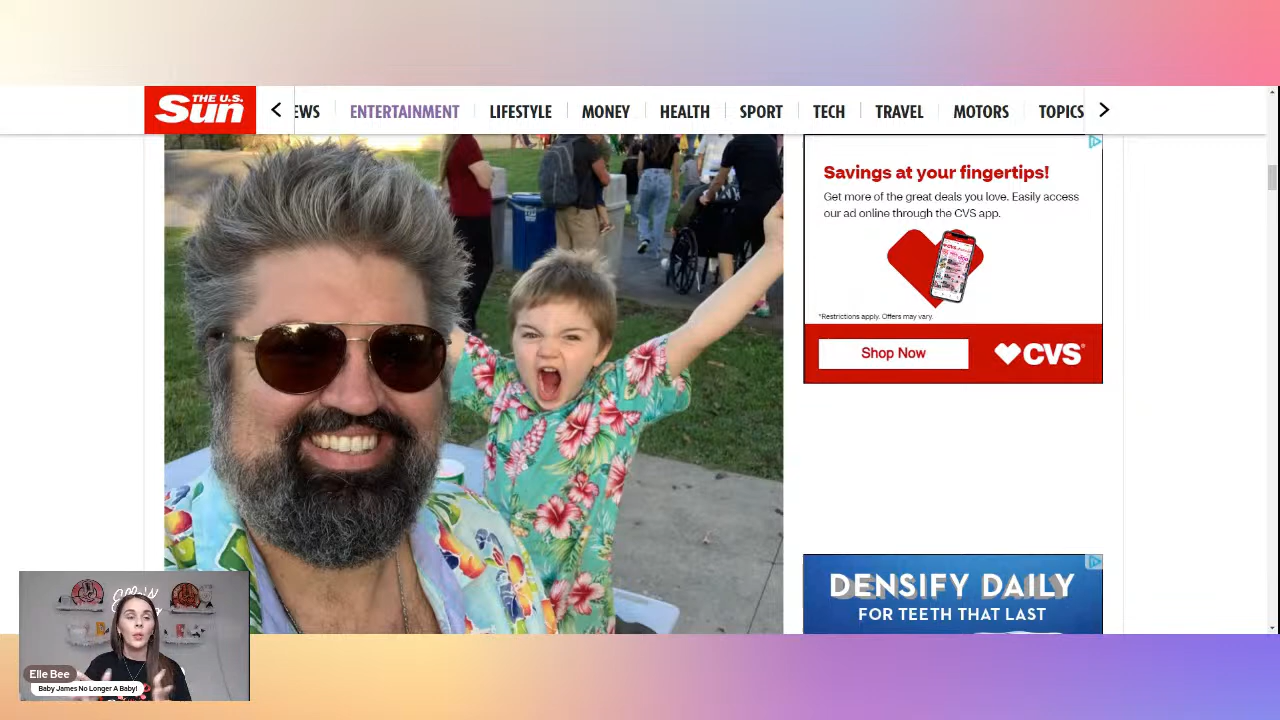 THE U.S.
Sun
EWS
ENTERTAINMENT
LIFESTYLE
MONEY
HEALTH
SPORT
TECH
TRAVEL
MOTORS
TOPICS
Savings at your fingertips!
Get more of the great deals you love. Easily access
our ad online through the CVS app.
*Restrictions apply. Offers may vary.
Shop Now
CVS
DENSIFY DAILY
FOR TEETH THAT LAST
Elle Bee
Baby James No Longer A Baby!